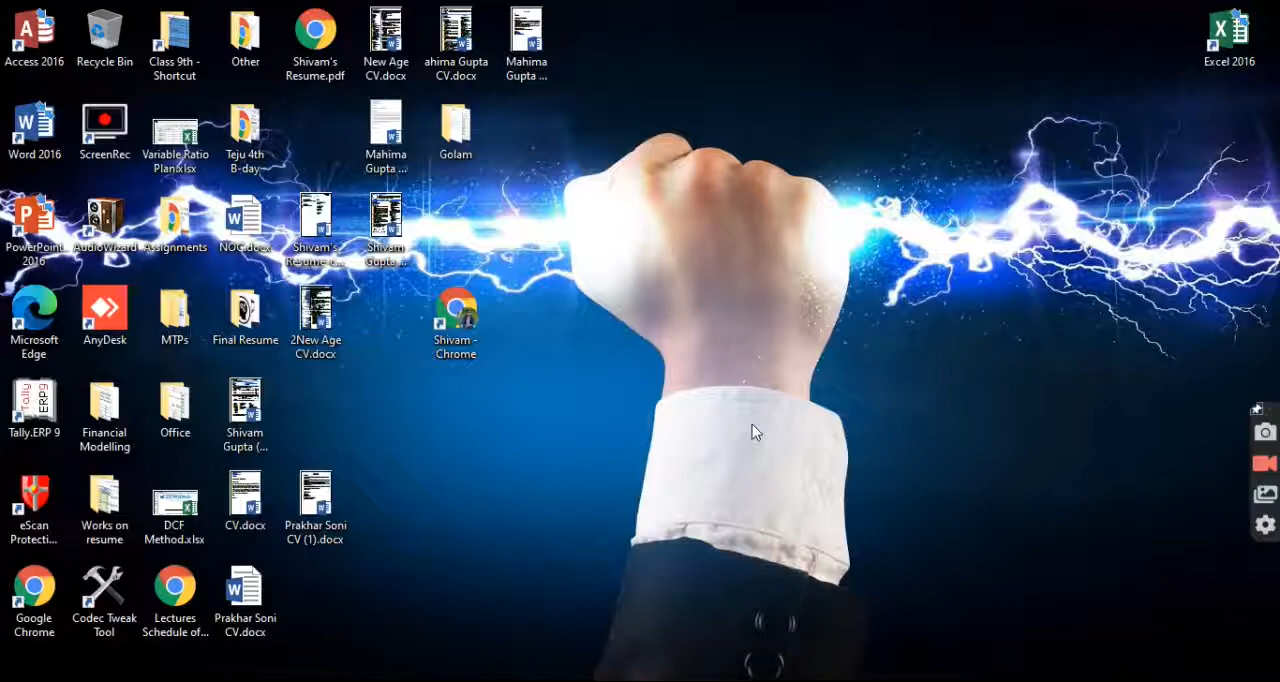 Access 2016
Recycle Bin
Class 9th -
Shortcut
Other
Shivam's
Resume.pdf
New Age
CV.docx
ahima Gupta
CV.docx
Mahima
Gupta ...
Excel 2016
Word 2016
ScreenRec
Variable Ratio
Plan.xlsx
Teju 4th
B-day
Mahima
Gupta ...
Golam
PowerPoint
2016
AudioWizard
Assignments
NOC.docx
Shivam's
Resume-c...
Shivam
Gupta ...
Microsoft
Edge
AnyDesk
MTPs
Final Resume
2New Age
CV.docx
Shivam -
Chrome
Tally.ERP 9
Financial
Modelling
Office
Shivam
Gupta (...
eScan
Protecti...
Works on
resume
DCF
Method.xlsx
CV.docx
Prakhar Soni
CV (1).docx
Google
Chrome
Codec Tweak
Tool
Lectures
Schedule of...
Prakhar Soni
CV.docx